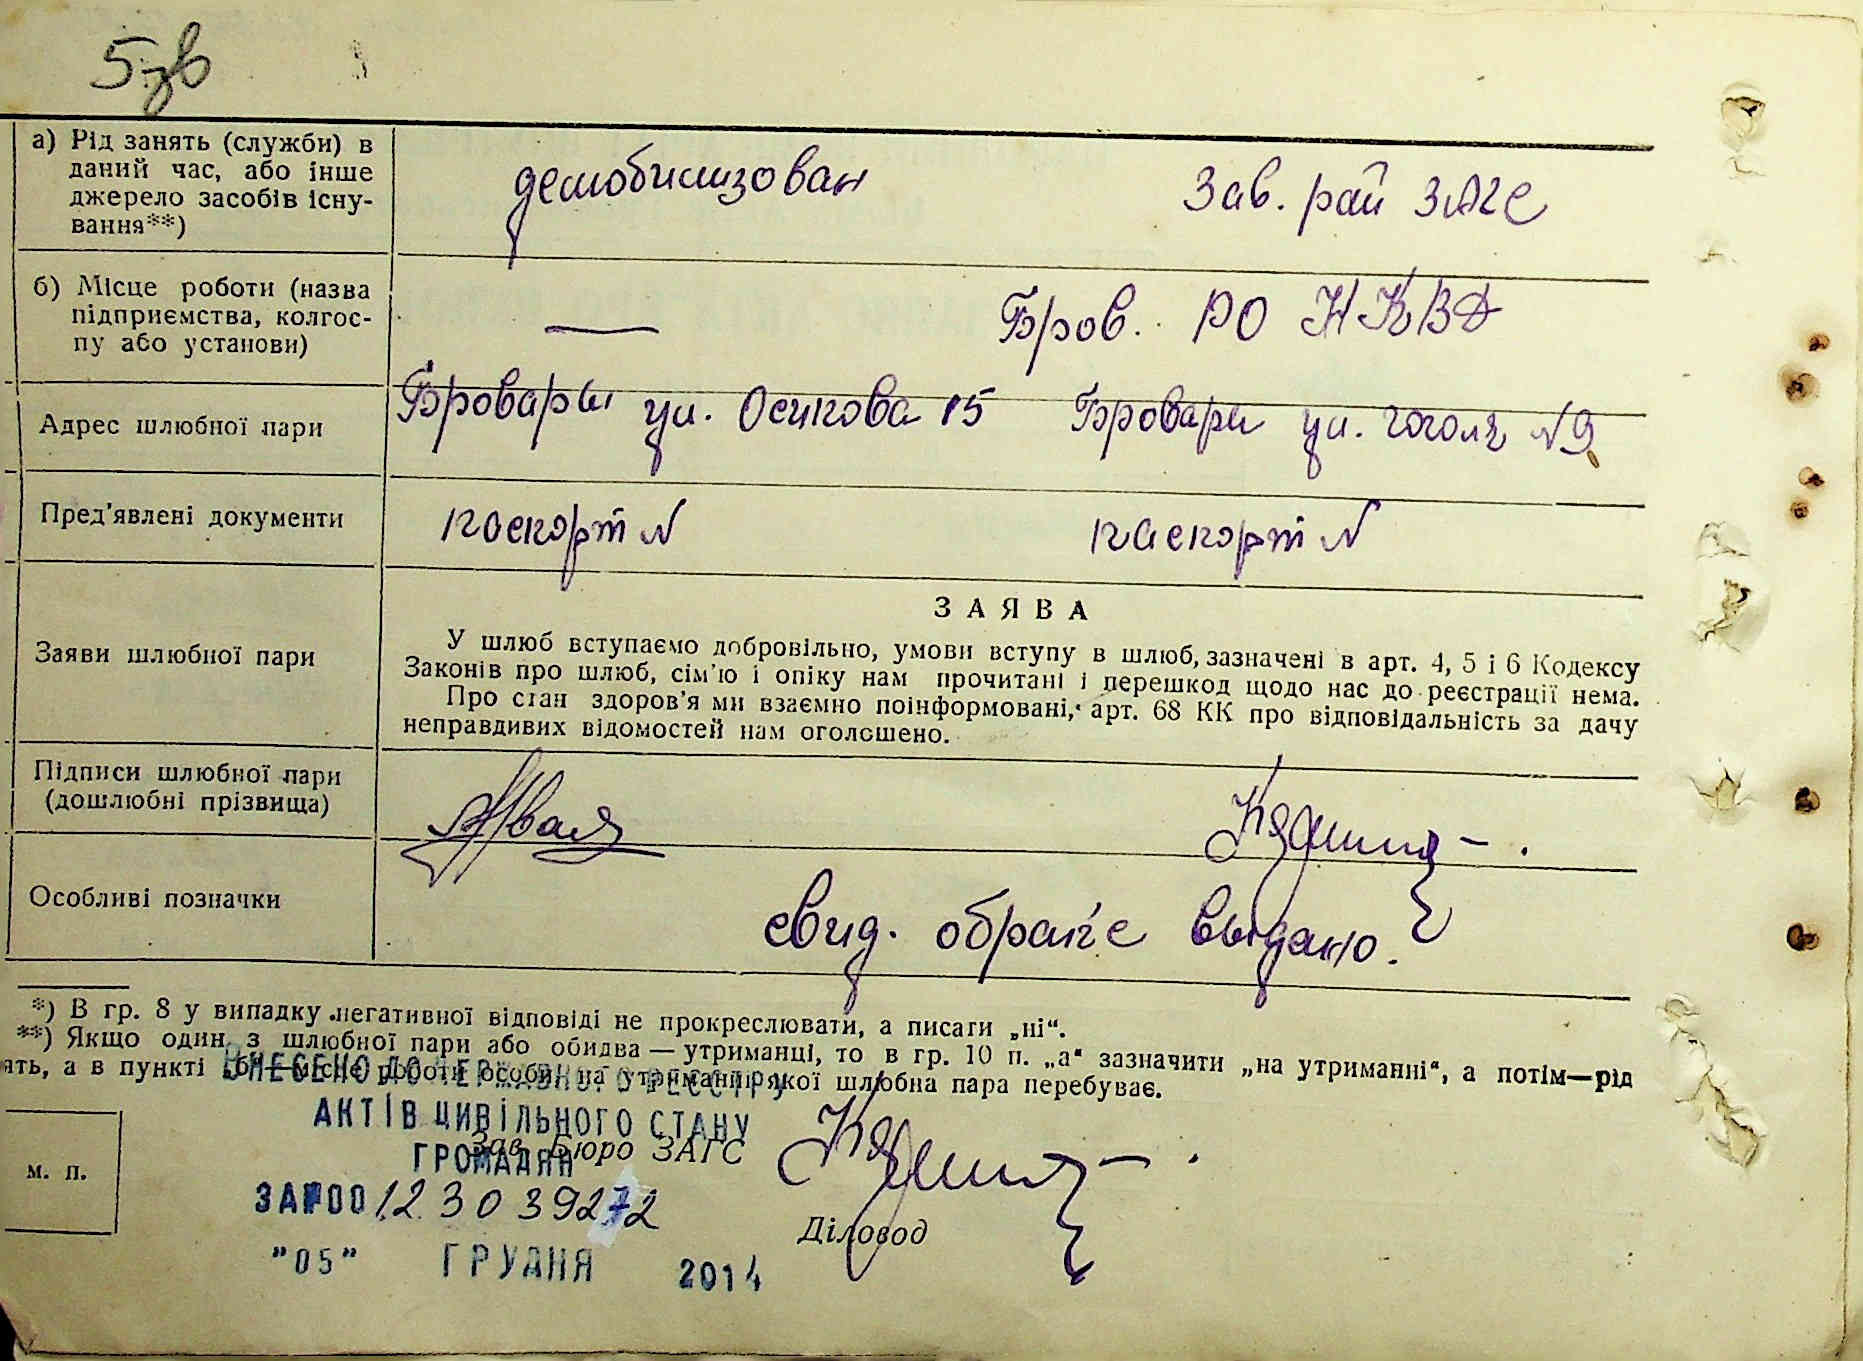 5зв
а) Рід занять (служби) в
даний час, або інше
джерело засобів існу-
вання**)
демобилизован
Зав. рай ЗАГС
б) Місце роботи (назва
підприємства, колгос-
пу або установи)
—
Бров. РО НКВД
Адрес шлюбної пари
Бровары ул. Осипова 15
Бровары ул. Гоголя №9
Пред'явлені документи
паспорт №
паспорт №
Заяви шлюбної пари
ЗАЯВА
У шлюб вступаємо добровільно, умови вступу в шлюб, зазначені в арт. 4, 5 і 6 Кодексу
Законів про шлюб, сім'ю і опіку нам прочитані і перешкод щодо нас до реєстрації нема.
Про стан здоров'я ми взаємно поінформовані, арт. 68 КК про відповідальність за дачу
неправдивих відомостей нам оголошено.
Підписи шлюбної пари
(дошлюбні прізвища)
Особливі позначки
свид. о браке выдано.
*) В гр. 8 у випадку негативної відповіді не прокреслювати, а писати „ні“.
**) Якщо один з шлюбної пари або обидва — утриманці, то в гр. 10 п. „а“ зазначити „на утриманні“, а потім—рід
ять, а в пункті „б“—місце роботи особи, на утриманні якої шлюбна пара перебуває.
ВНЕСЕНО ДО ДЕРЖАВНОГО РЕЄСТРУ
АКТІВ ЦИВІЛЬНОГО СТАНУ
ГРОМАДЯН
Зав. Бюро ЗАГС
м. п.
ЗА №00123039272
Діловод
"05" ГРУДНЯ 2014